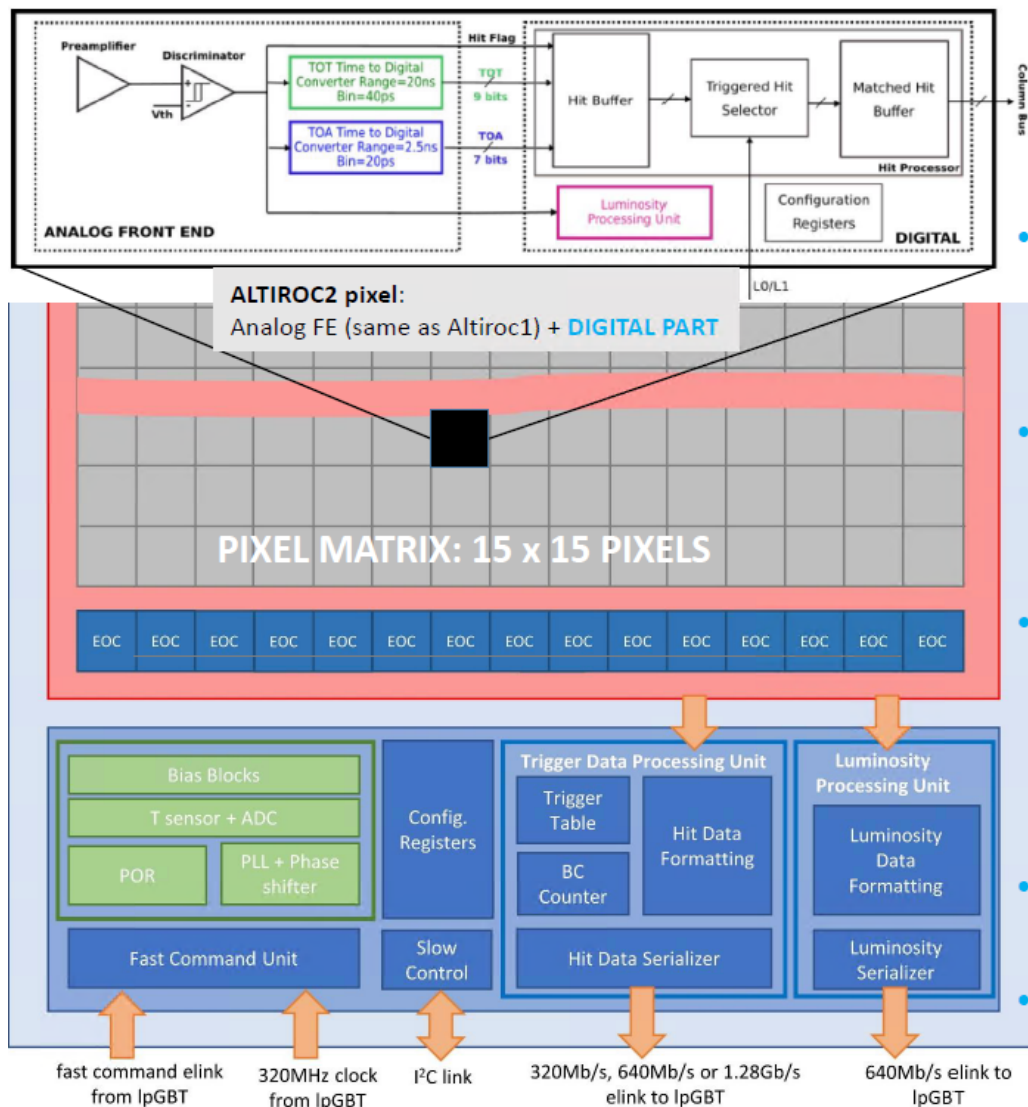 Preamplifier
Discriminator
Vth
TOT Time to Digital
Converter Range=20ns
Bin=40ps
TOA Time to Digital
Converter Range=2.5ns
Bin=20ps
ANALOG FRONT END
Hit Flag
TOT
9 bits
TOA
7 bits
Hit Buffer
Triggered Hit
Selector
Matched Hit
Buffer
Hit Processor
Column Bus
Luminosity
Processing Unit
Configuration
Registers
DIGITAL
L0/L1
ALTIROC2 pixel:
Analog FE (same as Altiroc1) + DIGITAL PART
PIXEL MATRIX: 15 x 15 PIXELS
EOC EOC EOC EOC EOC EOC EOC EOC EOC EOC EOC EOC EOC EOC EOC
Bias Blocks
T sensor + ADC
POR
PLL + Phase
shifter
Fast Command Unit
Config.
Registers
Slow
Control
Trigger Data Processing Unit
Trigger
Table
BC
Counter
Hit Data
Formatting
Hit Data Serializer
Luminosity
Processing Unit
Luminosity
Data
Formatting
Luminosity
Serializer
fast command elink
from lpGBT
320MHz clock
from lpGBT
I²C link
320Mb/s, 640Mb/s or 1.28Gb/s
elink to lpGBT
640Mb/s elink to
lpGBT